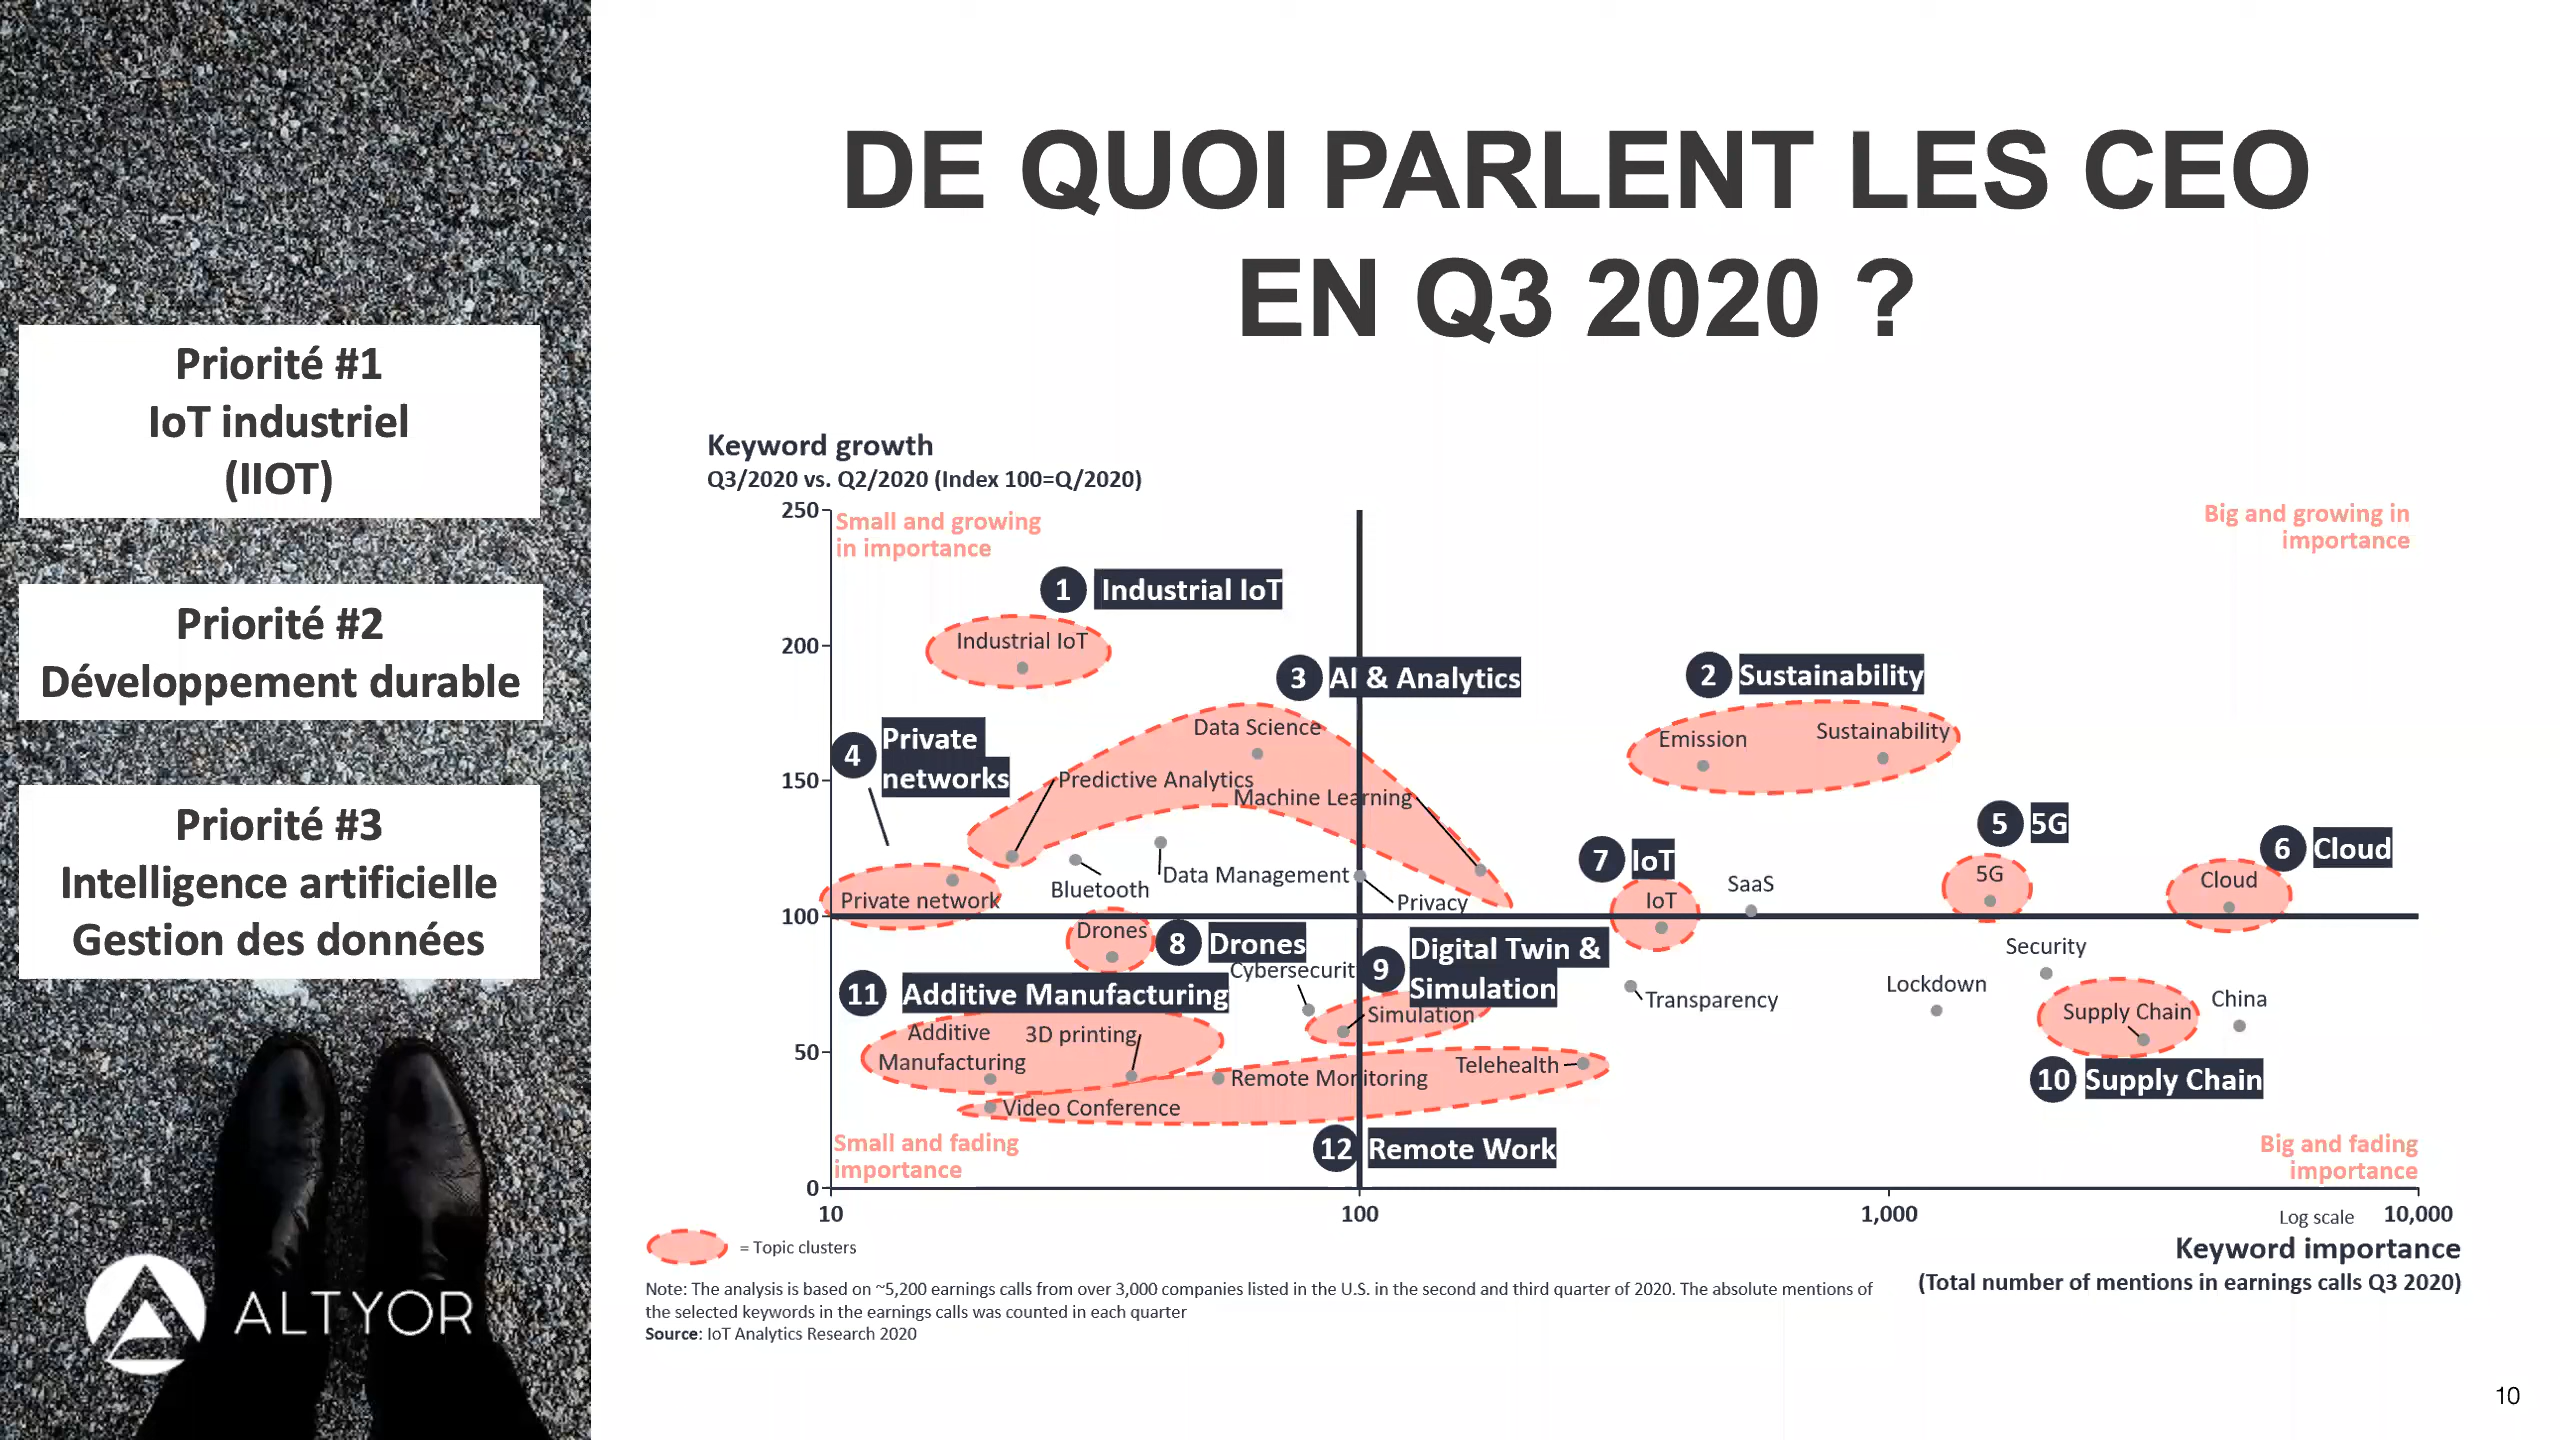 DE QUOI PARLENT LES CEO
EN Q3 2020 ?
Priorité #1
IoT industriel
(IIOT)
Priorité #2
Développement durable
Priorité #3
Intelligence artificielle
Gestion des données
ALTYOR
Keyword growth
Q3/2020 vs. Q2/2020 (Index 100=Q/2020)
250
200
150
100
50
0
Small and growing
in importance
Big and growing in
importance
1 Industrial IoT
Industrial IoT
3 AI & Analytics
Data Science
Predictive Analytics
Machine Learning
2 Sustainability
Emission
Sustainability
4 Private
networks
Private network
Bluetooth
Data Management
Privacy
7 IoT
IoT
SaaS
5 5G
5G
6 Cloud
Cloud
Drones
8 Drones
Cybersecurit
9 Digital Twin &
Simulation
Simulation
Transparency
Lockdown
Security
Supply Chain
China
10 Supply Chain
11 Additive Manufacturing
Additive
Manufacturing
3D printing
Remote Monitoring
Telehealth
Video Conference
12 Remote Work
Small and fading
importance
Big and fading
importance
10
100
1,000
Log scale
10,000
= Topic clusters
Keyword importance
(Total number of mentions in earnings calls Q3 2020)
Note: The analysis is based on ~5,200 earnings calls from over 3,000 companies listed in the U.S. in the second and third quarter of 2020. The absolute mentions of
the selected keywords in the earnings calls was counted in each quarter
Source: IoT Analytics Research 2020
10